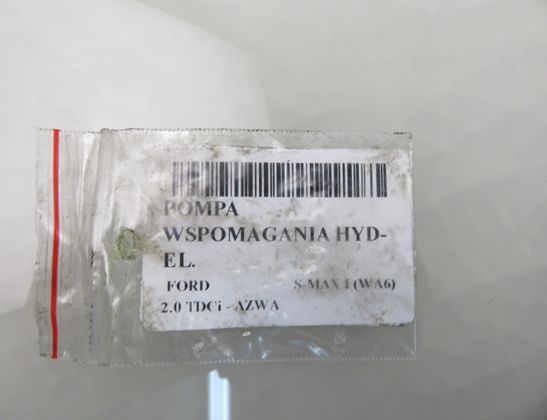 POMPA
WSPOMAGANIA HYD-
EL.
FORD S-MAX I (WA6)
2.0 TDCi - AZWA